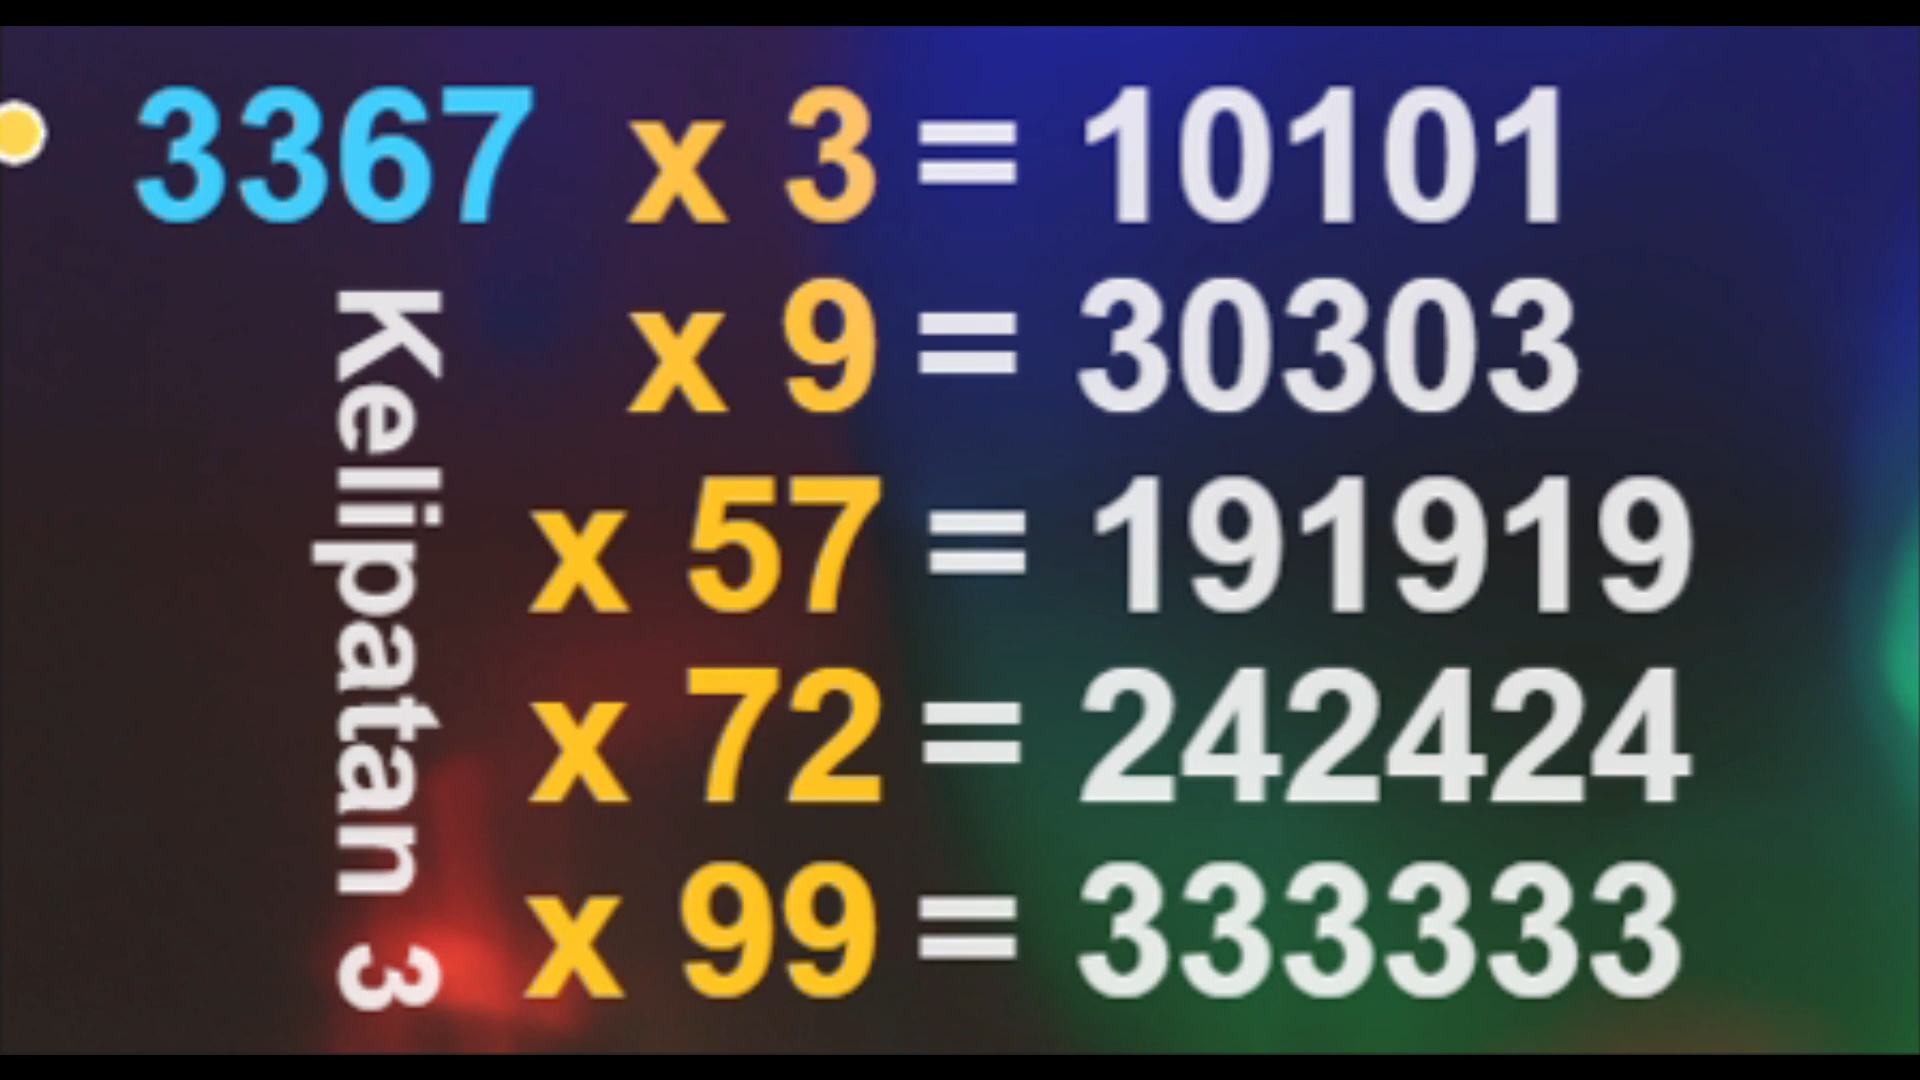 3367 x 3 = 10101
x 9 = 30303
x 57 = 191919
x 72 = 242424
x 99 = 333333
Kelipatan 3